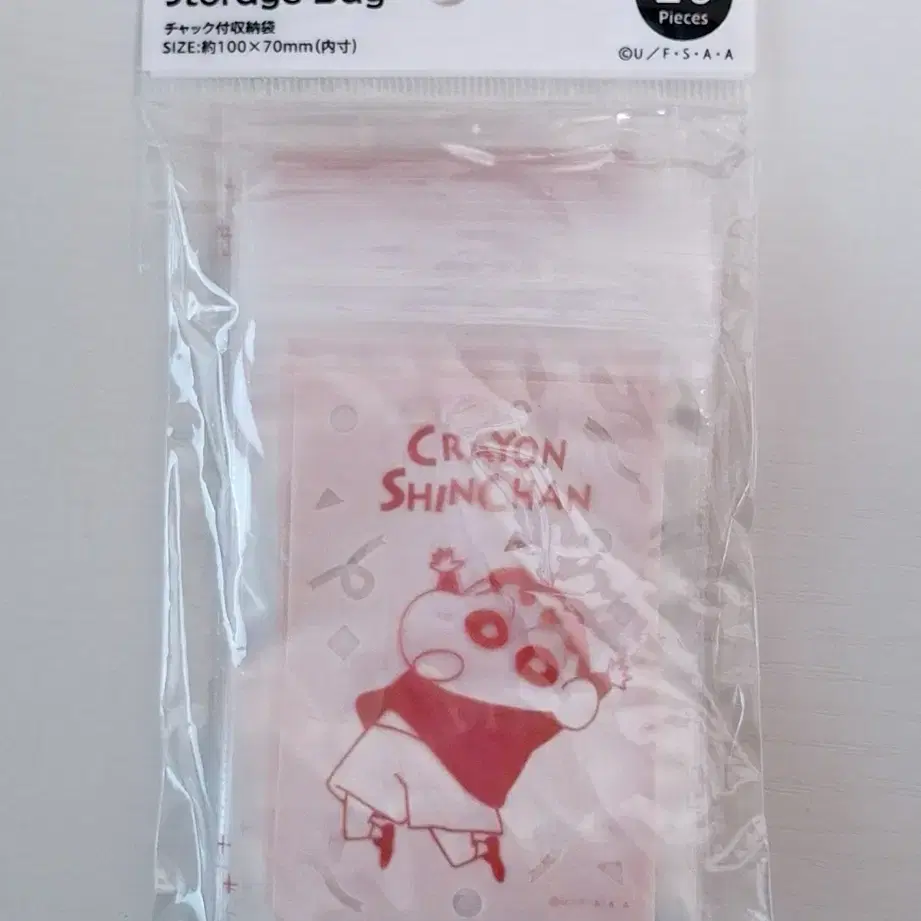 Storage Bag
チャック付収納袋
SIZE:約100×70mm(内寸)
Pieces
©U/F・S・A・A
CRAYON
SHINCHAN